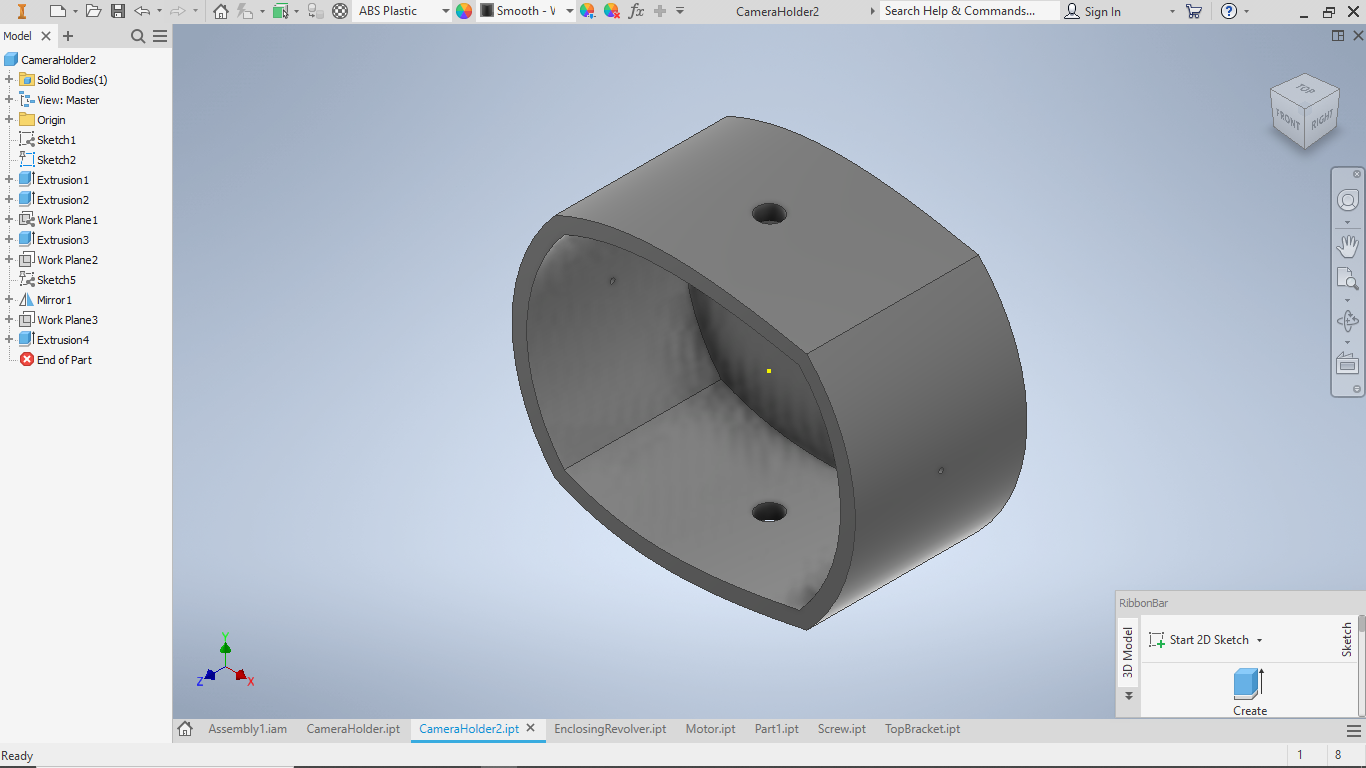 ABS Plastic
Smooth - V
fx
CameraHolder2
Search Help & Commands...
Sign In
Model
CameraHolder2
Solid Bodies(1)
View: Master
Origin
Sketch1
Sketch2
Extrusion1
Extrusion2
Work Plane1
Extrusion3
Work Plane2
Sketch5
Mirror1
Work Plane3
Extrusion4
End of Part
TOP
FRONT
RIGHT
Y
Z
X
RibbonBar
3D Model
Start 2D Sketch
Sketch
Create
Assembly1.iam
CameraHolder.ipt
CameraHolder2.ipt
EnclosingRevolver.ipt
Motor.ipt
Part1.ipt
Screw.ipt
TopBracket.ipt
Ready
1
8